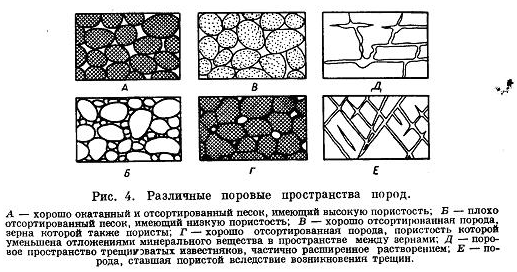 А
В
Д
Б
Г
Е
Рис. 4. Различные поровые пространства пород.
А — хорошо окатанный и отсортированный песок, имеющий высокую пористость; Б — плохо
отсортированный песок, имеющий низкую пористость; В — хорошо отсортированная порода,
зерна которой также пористы; Г — хорошо отсортированная порода, пористость которой
уменьшена отложениями минерального вещества в пространстве между зернами; Д — по-
ровое пространство трещиноватых известняков, частично расширенное растворением; Е — по-
рода, ставшая пористой вследствие возникновения трещин.